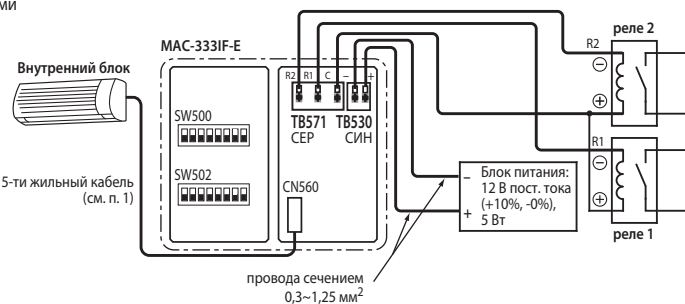 ми
реле 2
R2
MAC-333IF-E
Внутренний блок
R2 R1 C – +
⊖
SW500
TB571 TB530
СЕР СИН
⊕
R1
SW502
5-ти жильный кабель
(см. п. 1)
CN560
– Блок питания:
12 В пост. тока
(+10%, -0%),
+ 5 Вт
⊖
⊕
реле 1
провода сечением
0,3~1,25 мм²